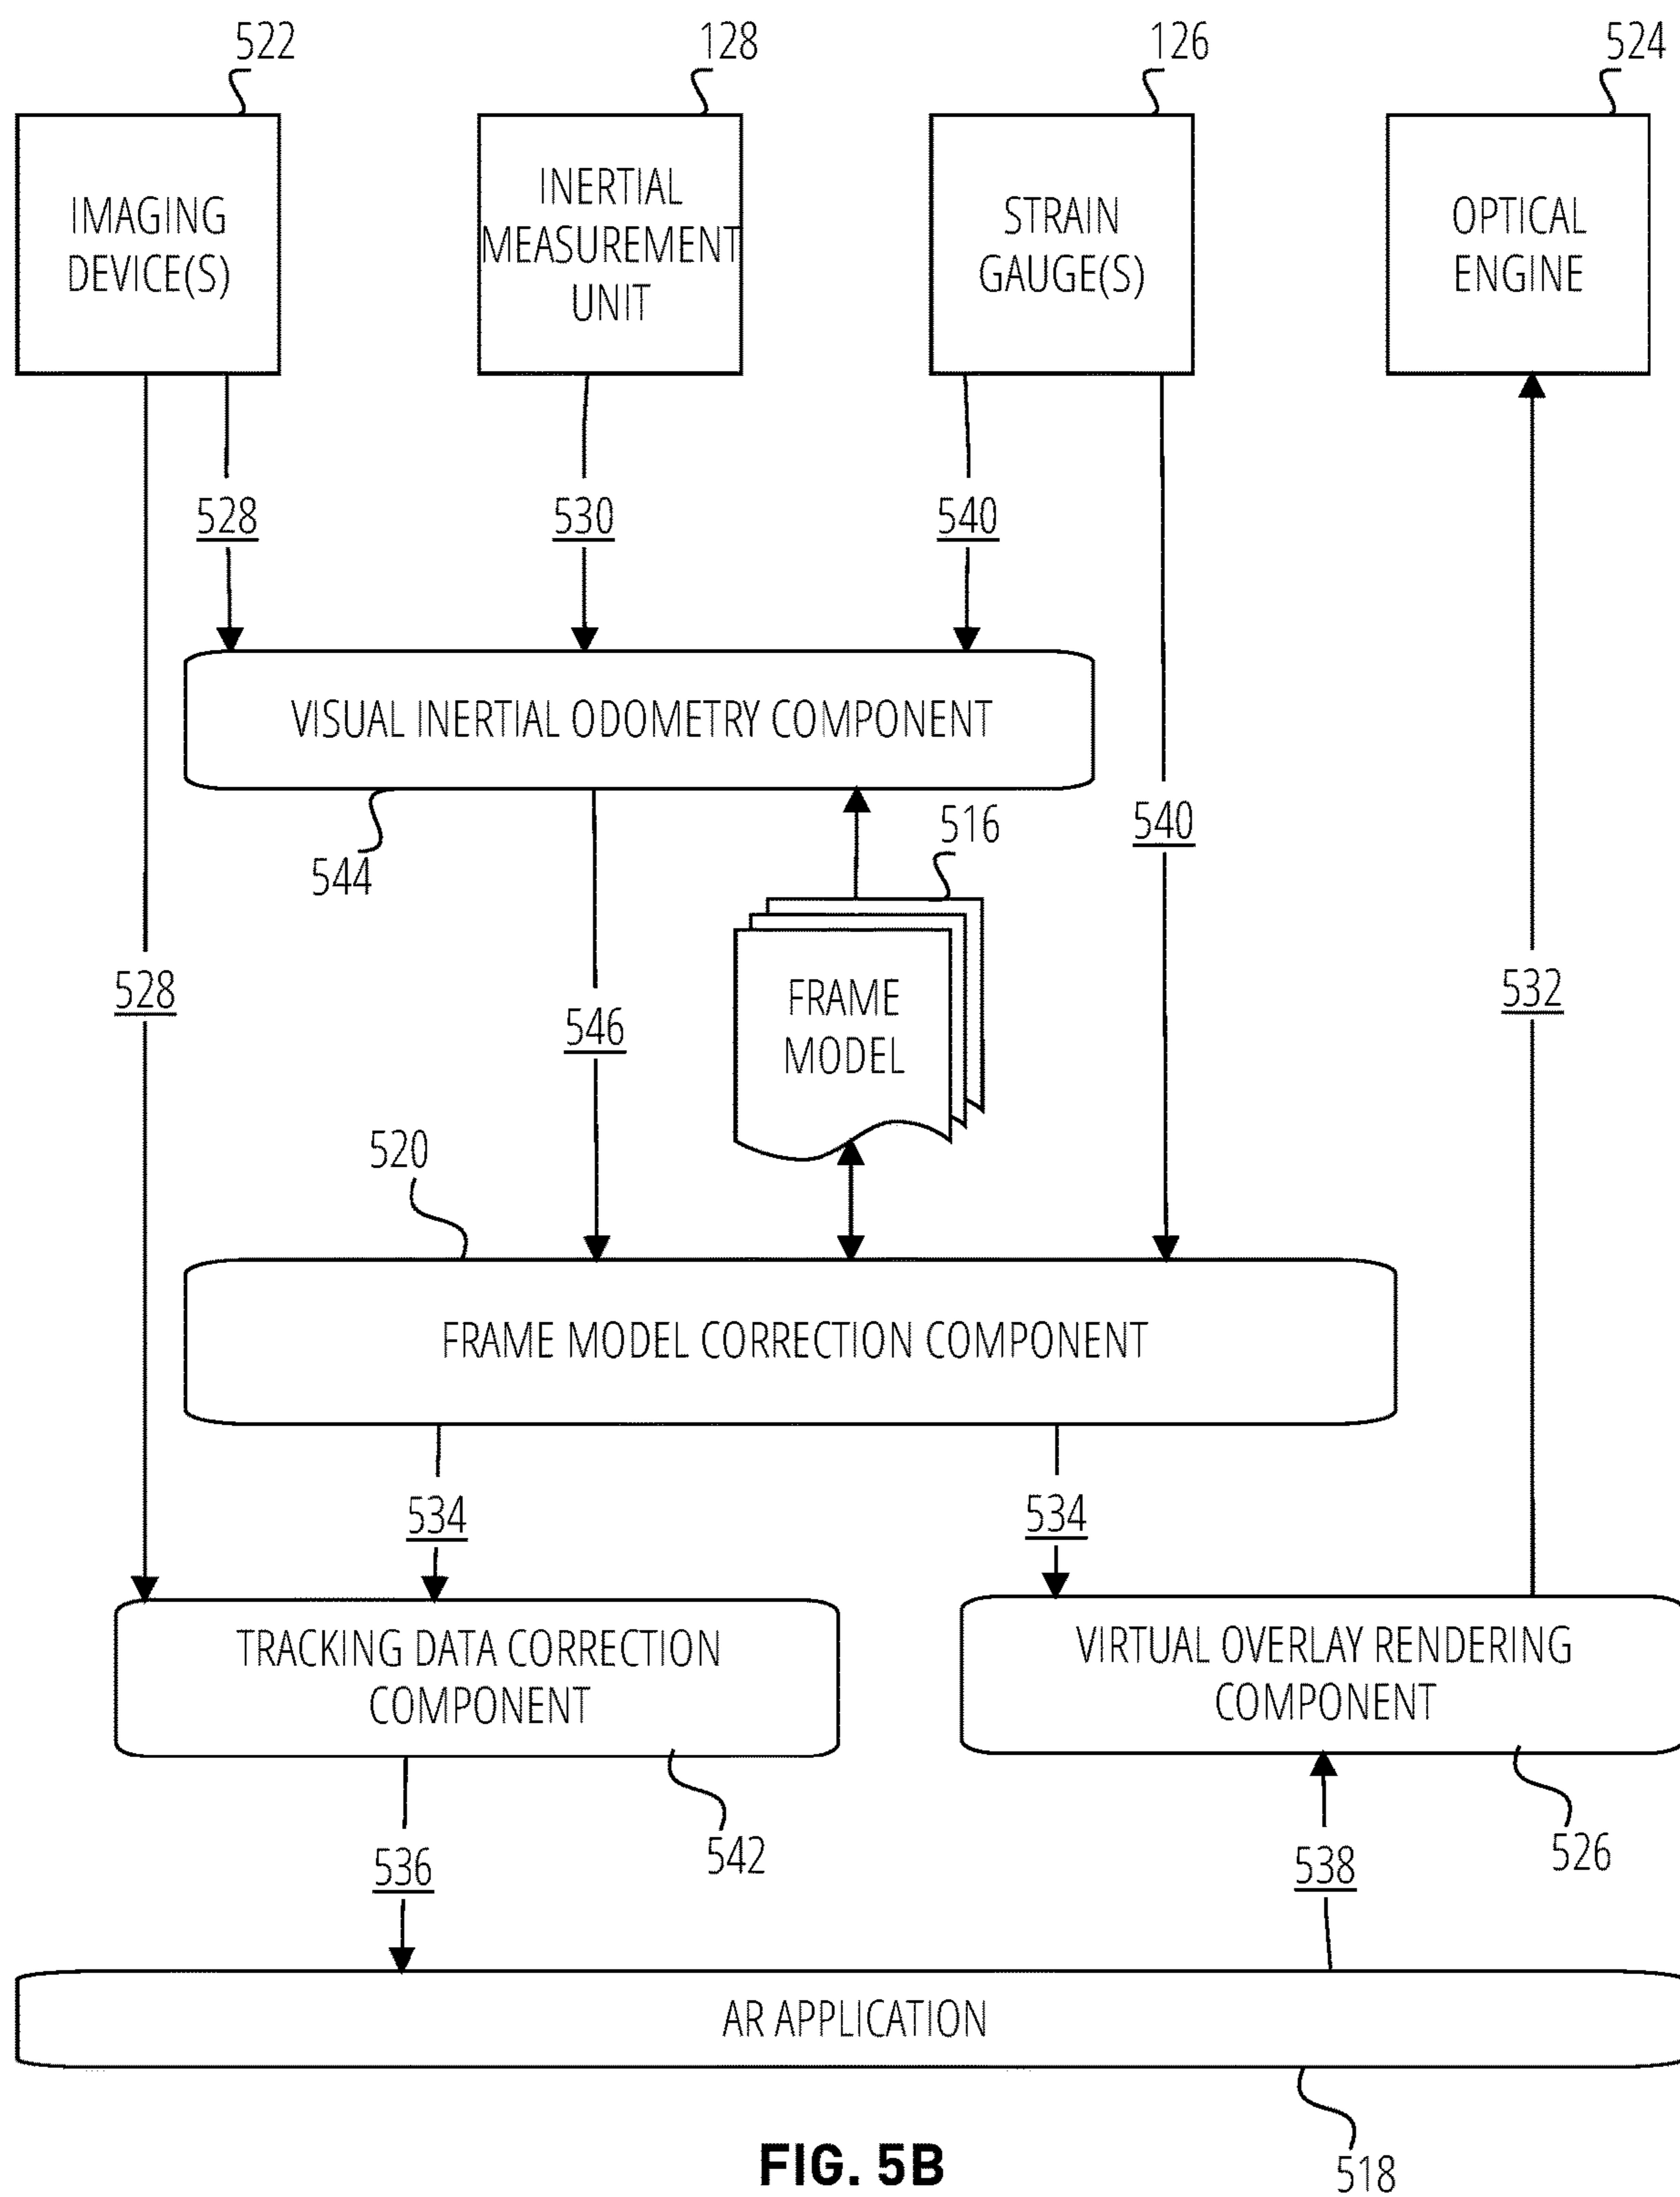 522
128
126
524
IMAGING
DEVICE(S)
INERTIAL
MEASUREMENT
UNIT
STRAIN
GAUGE(S)
OPTICAL
ENGINE
528
530
540
VISUAL INERTIAL ODOMETRY COMPONENT
544
516
540
528
546
FRAME
MODEL
532
520
FRAME MODEL CORRECTION COMPONENT
534
534
TRACKING DATA CORRECTION
COMPONENT
VIRTUAL OVERLAY RENDERING
COMPONENT
536
542
538
526
AR APPLICATION
518
FIG. 5B